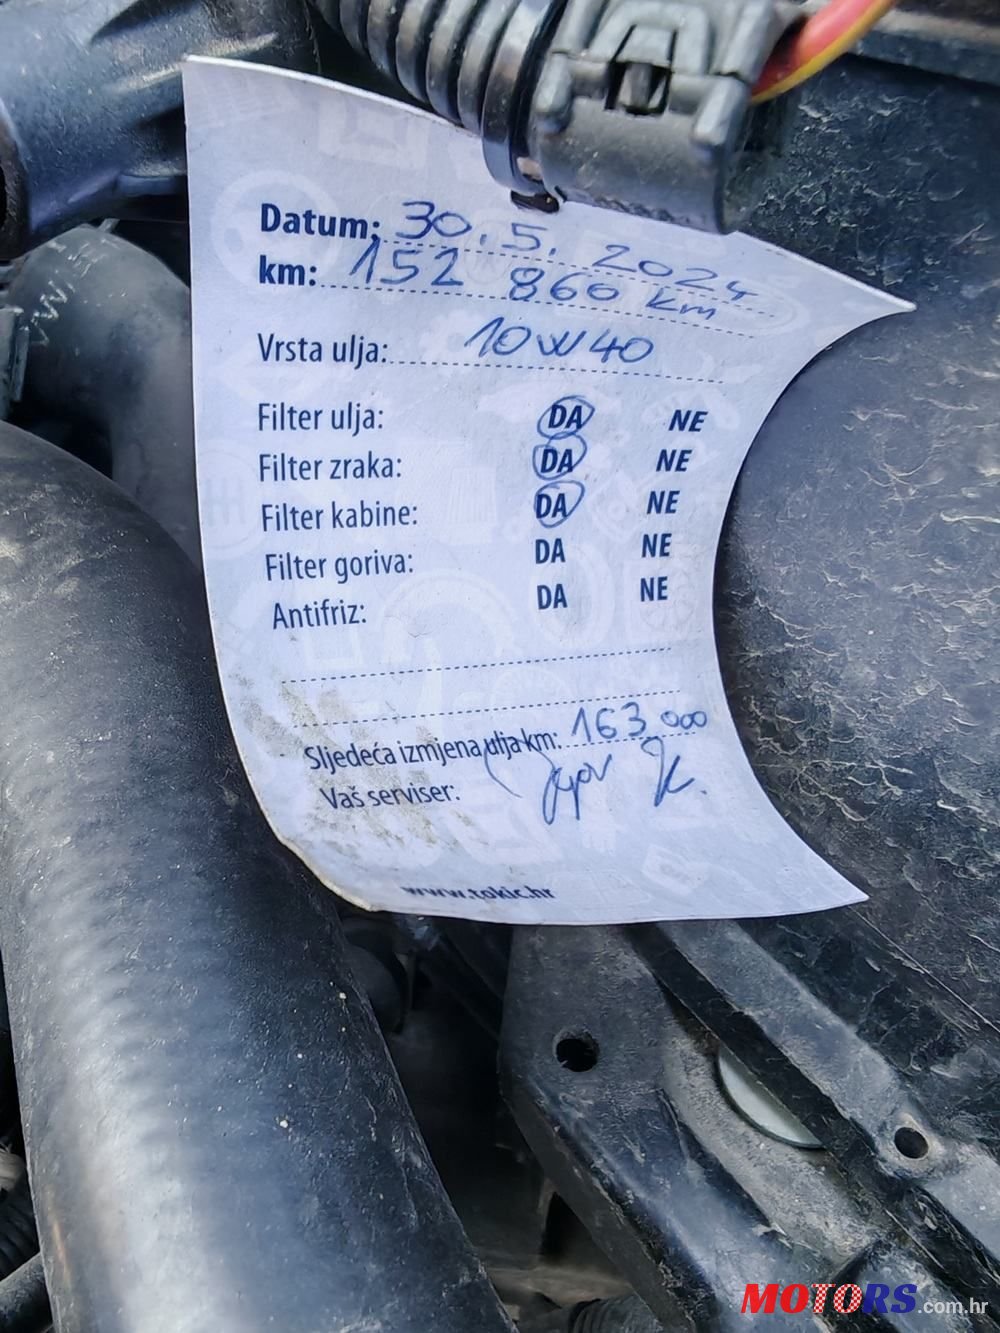 Datum: 30.5.2024
km: 152 860 km
Vrsta ulja: 10W40
Filter ulja: DA NE
Filter zraka: DA NE
Filter kabine: DA NE
Filter goriva: DA NE
Antifriz: DA NE
Sljedeća izmjena ulja km: 163 000
Vaš serviser:
www.tokic.hr
MOTORS.com.hr